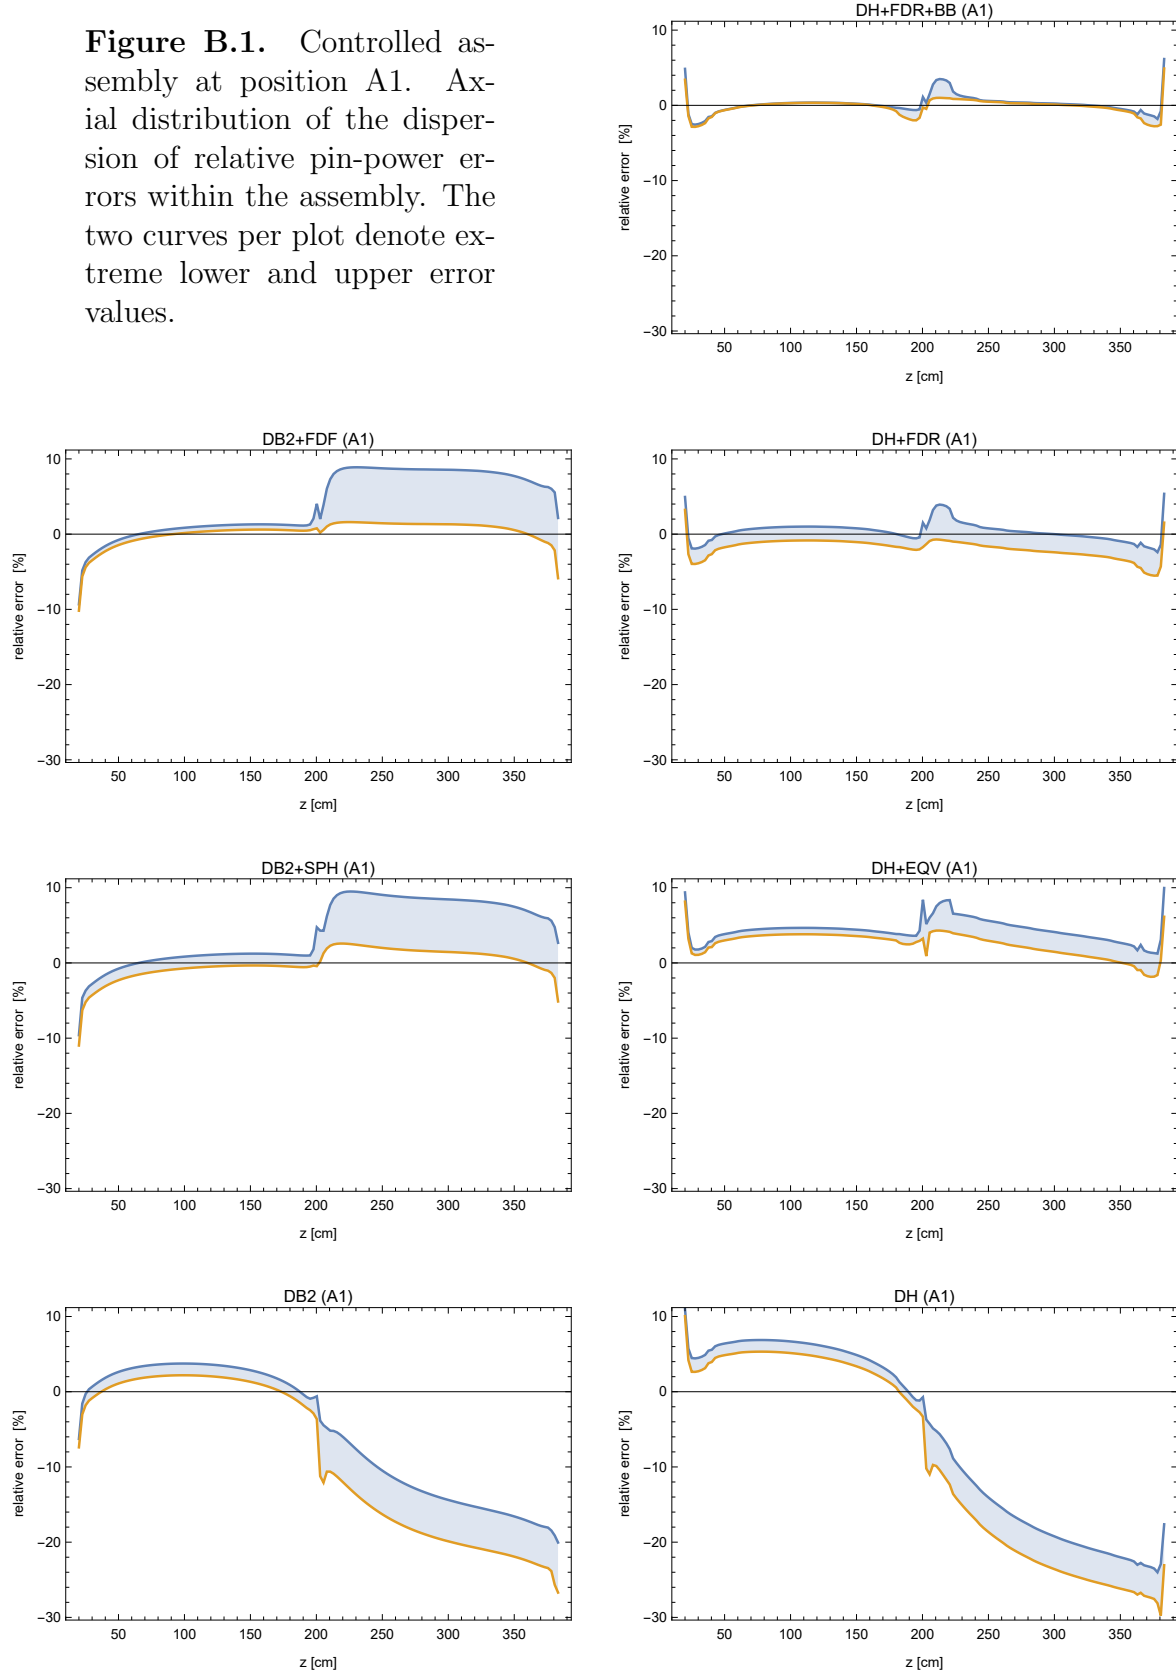 Figure B.1. Controlled as-
sembly at position A1. Ax-
ial distribution of the disper-
sion of relative pin-power er-
rors within the assembly. The
two curves per plot denote ex-
treme lower and upper error
values.
DH+FDR+BB (A1)
10
0
−10
−20
−30
relative error [%]
50 100 150 200 250 300 350
z [cm]
DB2+FDF (A1)
10
0
−10
−20
−30
relative error [%]
50 100 150 200 250 300 350
z [cm]
DH+FDR (A1)
10
0
−10
−20
−30
relative error [%]
50 100 150 200 250 300 350
z [cm]
DB2+SPH (A1)
10
0
−10
−20
−30
relative error [%]
50 100 150 200 250 300 350
z [cm]
DH+EQV (A1)
10
0
−10
−20
−30
relative error [%]
50 100 150 200 250 300 350
z [cm]
DB2 (A1)
10
0
−10
−20
−30
relative error [%]
50 100 150 200 250 300 350
z [cm]
DH (A1)
10
0
−10
−20
−30
relative error [%]
50 100 150 200 250 300 350
z [cm]